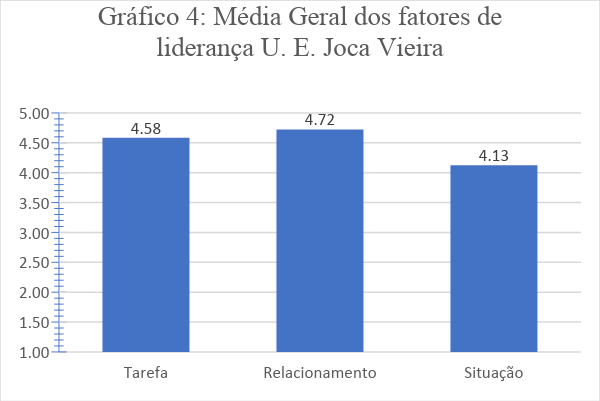 Gráfico 4: Média Geral dos fatores de
liderança U. E. Joca Vieira
5.00
4.50
4.00
3.50
3.00
2.50
2.00
1.50
1.00
4.58
4.72
4.13
Tarefa
Relacionamento
Situação